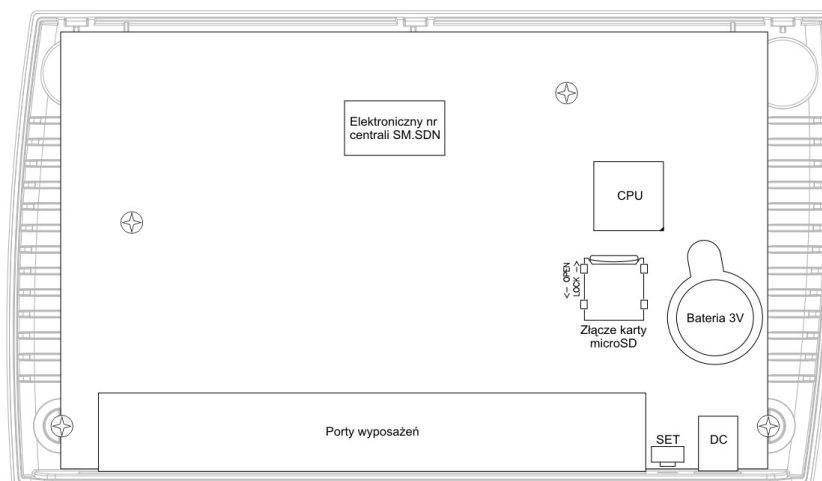 Elektroniczny nr
centrali SM.SDN
CPU
<– OPEN
LOCK –>
Złącze karty
microSD
Bateria 3V
Porty wyposażeń
SET
DC